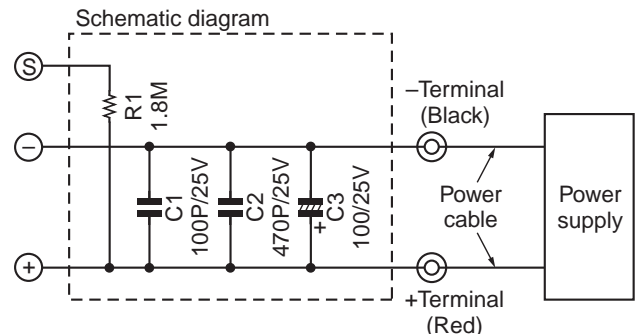 Schematic diagram
S
R1
1.8M
–Terminal
(Black)
–
C1
100P/25V
C2
470P/25V
+
C3
100/25V
Power
cable
Power
supply
+
+Terminal
(Red)